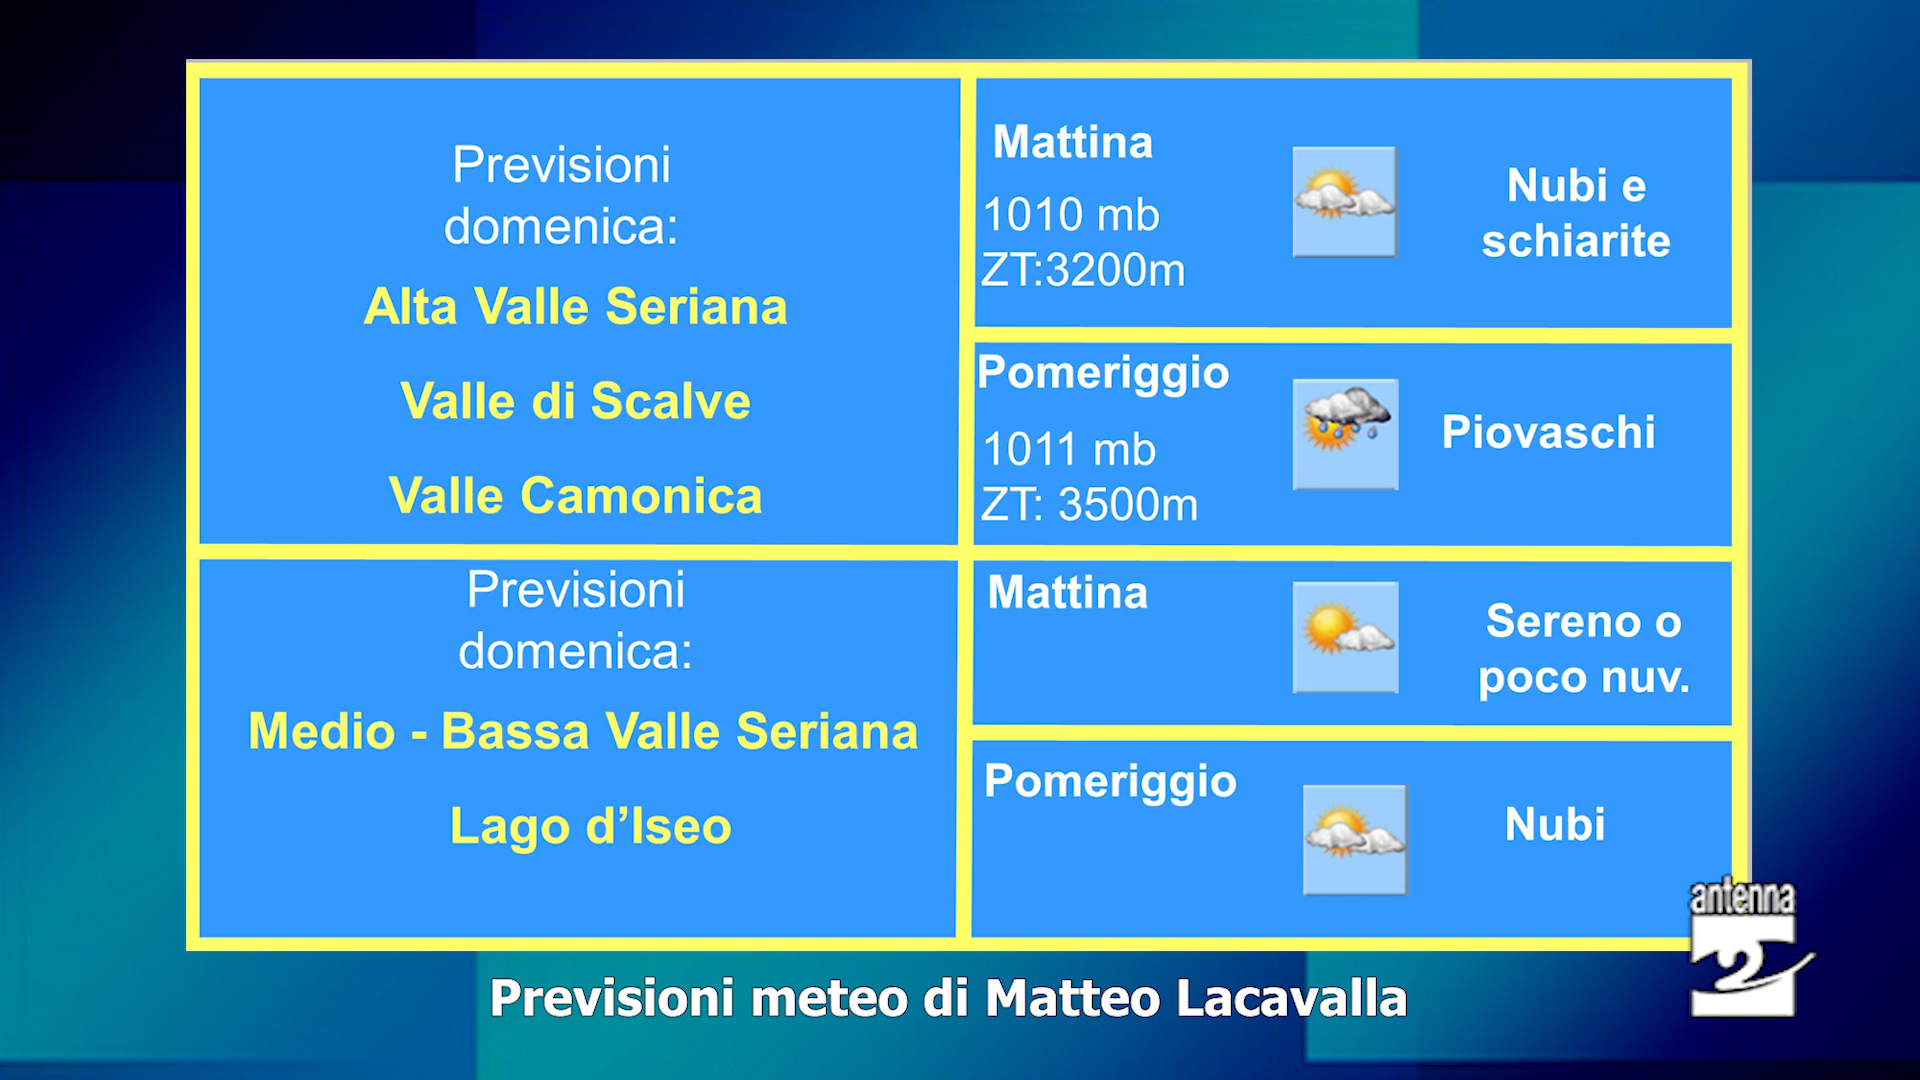 Previsioni
domenica:
Alta Valle Seriana
Valle di Scalve
Valle Camonica
Mattina
1010 mb
ZT:3200m
Nubi e
schiarite
Pomeriggio
1011 mb
ZT: 3500m
Piovaschi
Previsioni
domenica:
Medio - Bassa Valle Seriana
Lago d’Iseo
Mattina
Sereno o
poco nuv.
Pomeriggio
Nubi
antenna
2
Previsioni meteo di Matteo Lacavalla